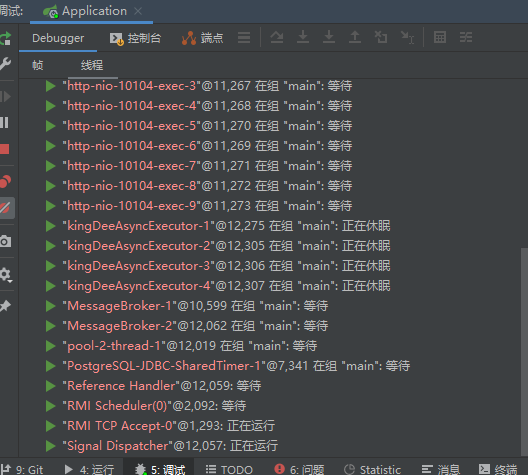 调试: Application ×
Debugger 控制台 端点
帧 线程
"http-nio-10104-exec-3"@11,267 在组 "main": 等待
"http-nio-10104-exec-4"@11,268 在组 "main": 等待
"http-nio-10104-exec-5"@11,270 在组 "main": 等待
"http-nio-10104-exec-6"@11,269 在组 "main": 等待
"http-nio-10104-exec-7"@11,271 在组 "main": 等待
"http-nio-10104-exec-8"@11,272 在组 "main": 等待
"http-nio-10104-exec-9"@11,273 在组 "main": 等待
"kingDeeAsyncExecutor-1"@12,275 在组 "main": 正在休眠
"kingDeeAsyncExecutor-2"@12,305 在组 "main": 正在休眠
"kingDeeAsyncExecutor-3"@12,306 在组 "main": 正在休眠
"kingDeeAsyncExecutor-4"@12,307 在组 "main": 正在休眠
"MessageBroker-1"@10,599 在组 "main": 等待
"MessageBroker-2"@12,062 在组 "main": 等待
"pool-2-thread-1"@12,019 在组 "main": 等待
"PostgreSQL-JDBC-SharedTimer-1"@7,341 在组 "main": 等待
"Reference Handler"@12,059: 等待
"RMI Scheduler(0)"@2,092: 等待
"RMI TCP Accept-0"@1,293: 正在运行
"Signal Dispatcher"@12,057: 正在运行
9: Git 4: 运行 5: 调试 TODO 6: 问题 Statistic 消息 终端